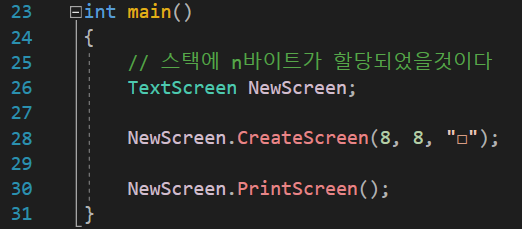 23 int main()
24 {
25 // 스택에 n바이트가 할당되었을것이다
26 TextScreen NewScreen;
27
28 NewScreen.CreateScreen(8, 8, "□");
29
30 NewScreen.PrintScreen();
31 }